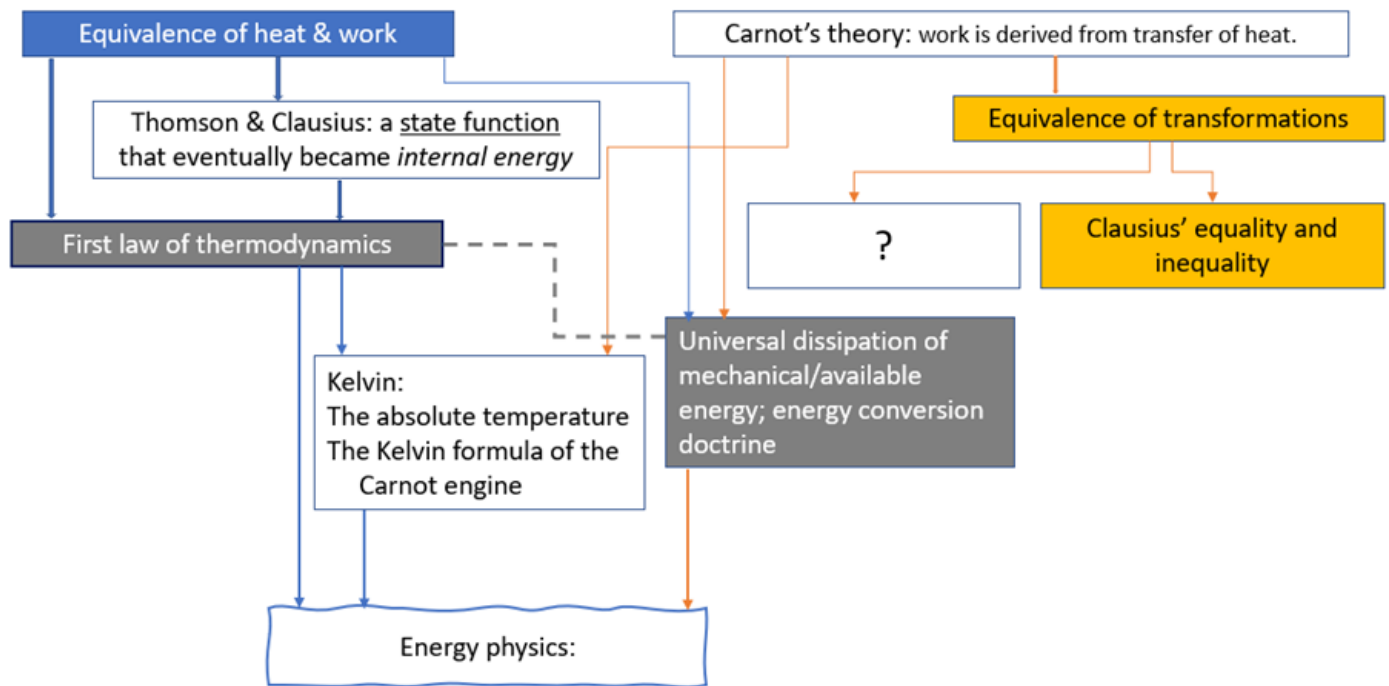 Equivalence of heat & work
Carnot's theory: work is derived from transfer of heat.
Thomson & Clausius: a state function
that eventually became internal energy
Equivalence of transformations
First law of thermodynamics
?
Clausius' equality and
inequality
Universal dissipation of
mechanical/available
energy; energy conversion
doctrine
Kelvin:
The absolute temperature
The Kelvin formula of the
Carnot engine
Energy physics: